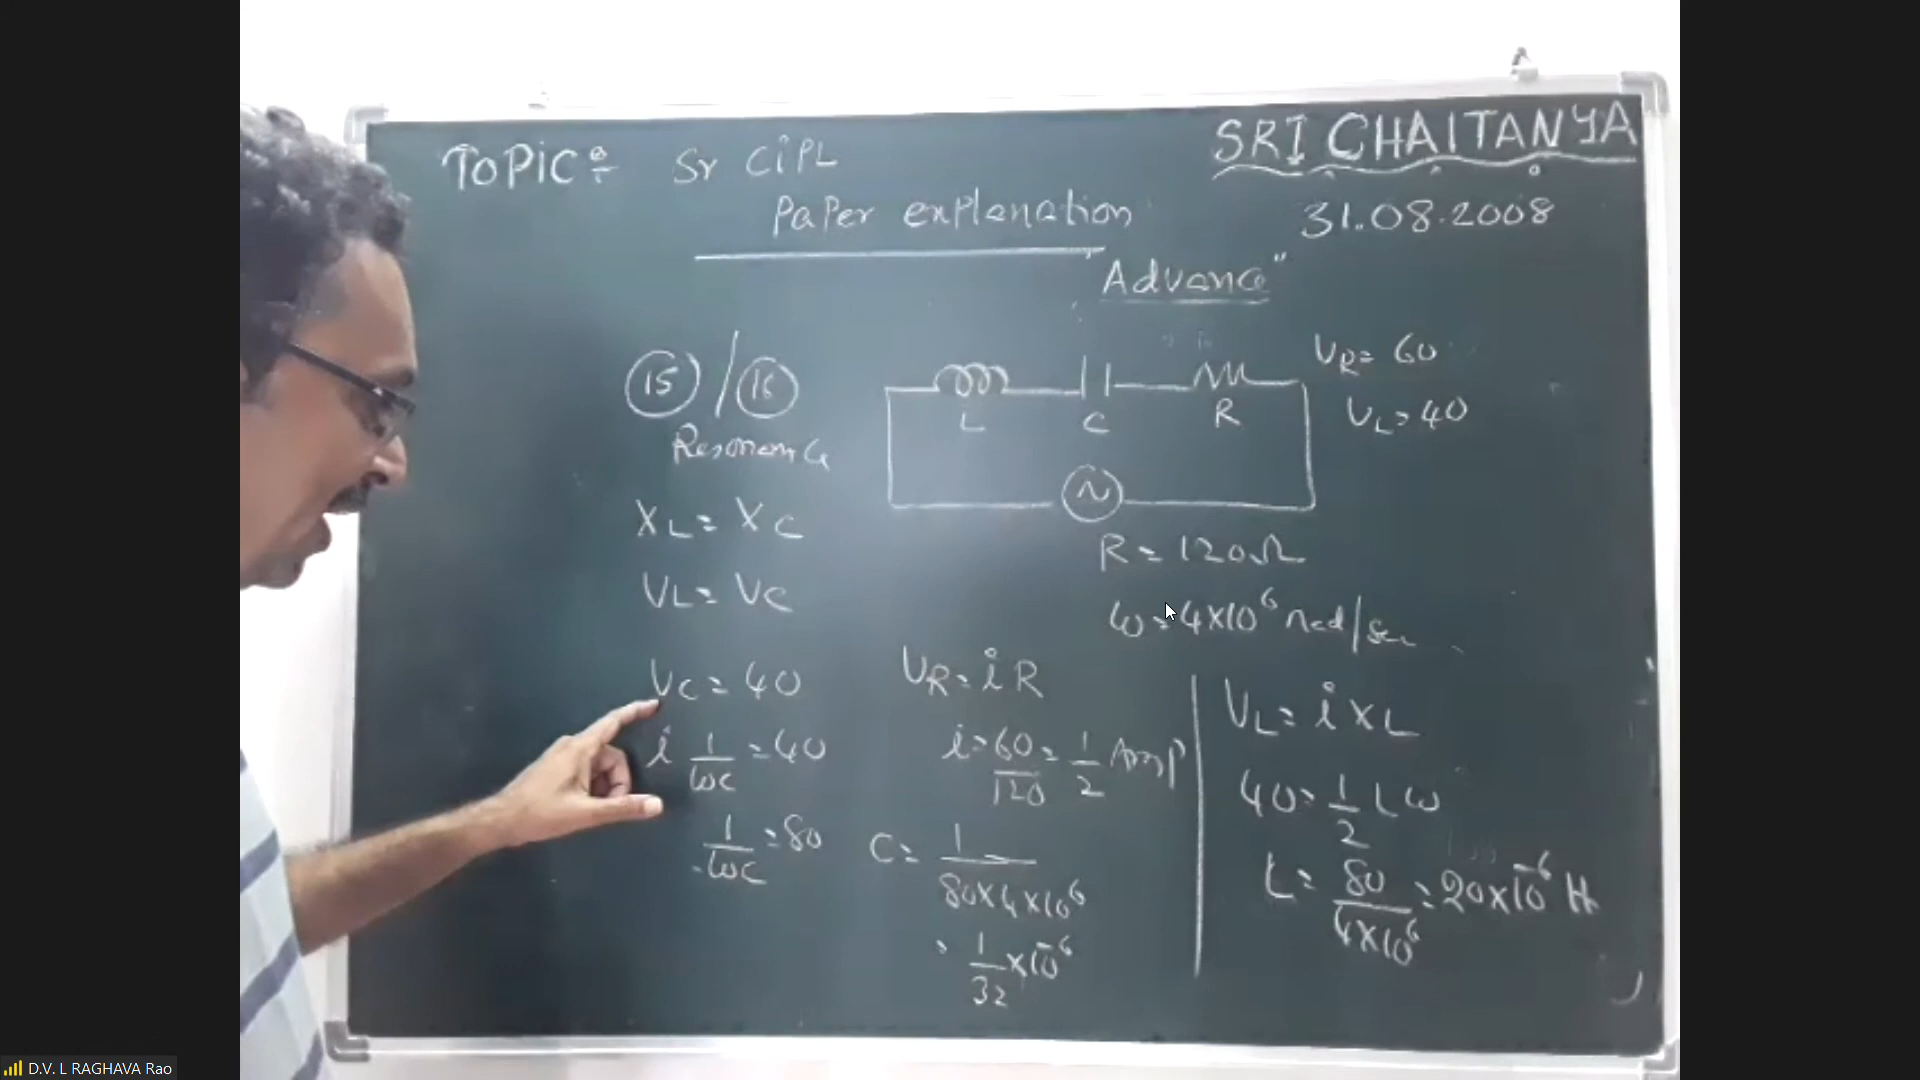 TOPIC:-
Sr CIPL
Paper explanation
SRI CHAITANYA
31.08.2008
"Advance"
15 / 16
Resonance
X L = X C
VL = VC
VC = 40
i 1/ωC = 40
1/ωC = 80
L C R
VR = 60
VL = 40
R = 120Ω
ω = 4×10⁶ rad/sec
VR = iR
i = 60/120 = 1/2 Amp
C = 1/80×4×10⁶
= 1/32 ×10⁻⁶
VL = i XL
40 = 1/2 Lω
L = 80/4×10⁶ = 20×10⁻⁶ H
D.V. L RAGHAVA Rao